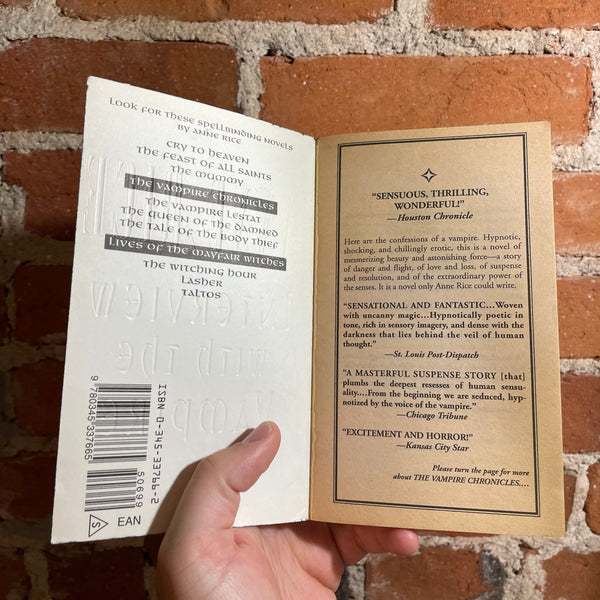 Look for these spellbinding novels
by Anne Rice
Cry to Heaven
The Feast of All Saints
The Mummy
The Vampire Chronicles
The Vampire Lestat
The Queen of the Damned
The Tale of the Body Thief
Lives of the Mayfair Witches
The Witching Hour
Lasher
Taltos
INTERVIEW
WITH THE
ISBN 0-345-33766-2
9 780345 337665
50699
S
EAN
“SENSUOUS, THRILLING,
WONDERFUL!”
—Houston Chronicle
Here are the confessions of a vampire. Hypnotic,
shocking, and chillingly erotic, this is a novel of
mesmerizing beauty and astonishing force—a story
of danger and flight, of love and loss, of suspense
and resolution, and of the extraordinary power of
the senses. It is a novel only Anne Rice could write.
“SENSATIONAL AND FANTASTIC...Woven
with uncanny magic...Hypnotically poetic in
tone, rich in sensory imagery, and dense with the
darkness that lies behind the veil of human
thought.”
—St. Louis Post-Dispatch
“A MASTERFUL SUSPENSE STORY [that]
plumbs the deepest resesses of human sensu-
ality....From the beginning we are seduced, hyp-
notized by the voice of the vampire.”
—Chicago Tribune
“EXCITEMENT AND HORROR!”
—Kansas City Star
Please turn the page for more
about THE VAMPIRE CHRONICLES....